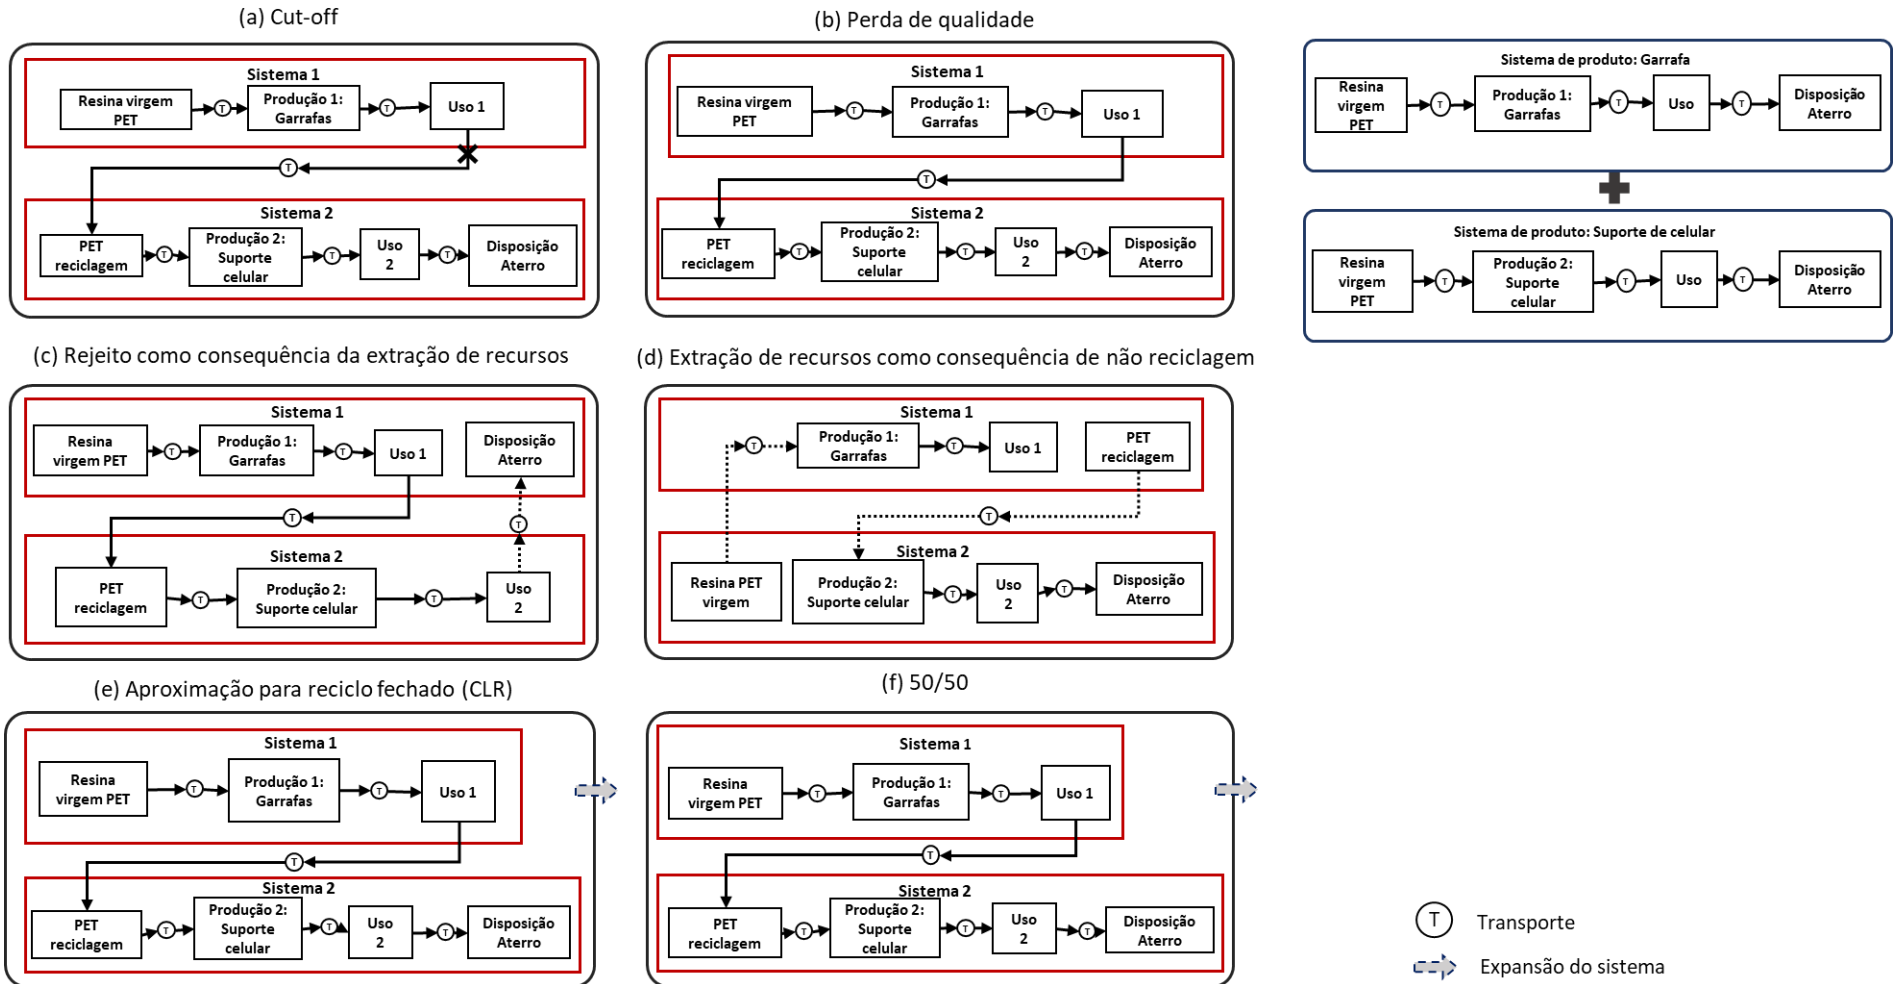 (a) Cut-off
Sistema 1
Resina virgem
PET
T
Produção 1:
Garrafas
T
Uso 1
T
Sistema 2
PET
reciclagem
T
Produção 2:
Suporte
celular
T
Uso
2
T
Disposição
Aterro
(b) Perda de qualidade
Sistema 1
Resina virgem
PET
T
Produção 1:
Garrafas
T
Uso 1
T
Sistema 2
PET
reciclagem
T
Produção 2:
Suporte
celular
T
Uso
2
T
Disposição
Aterro
Sistema de produto: Garrafa
Resina
virgem
PET
T
Produção 1:
Garrafas
T
Uso
T
Disposição
Aterro
Sistema de produto: Suporte de celular
Resina
virgem
PET
T
Produção 2:
Suporte
celular
T
Uso
T
Disposição
Aterro
(c) Rejeito como consequência da extração de recursos
Sistema 1
Resina
virgem PET
T
Produção 1:
Garrafas
T
Uso 1
Disposição
Aterro
T
T
Sistema 2
PET
reciclagem
T
Produção 2:
Suporte celular
T
Uso
2
(d) Extração de recursos como consequência de não reciclagem
Sistema 1
T
Produção 1:
Garrafas
T
Uso 1
PET
reciclagem
T
Sistema 2
Resina PET
virgem
Produção 2:
Suporte celular
T
Uso
2
T
Disposição
Aterro
(e) Aproximação para reciclo fechado (CLR)
Sistema 1
Resina
virgem PET
T
Produção 1:
Garrafas
T
Uso 1
T
Sistema 2
PET
reciclagem
T
Produção 2:
Suporte
celular
T
Uso
2
T
Disposição
Aterro
(f) 50/50
Sistema 1
Resina
virgem PET
T
Produção 1:
Garrafas
T
Uso 1
T
Sistema 2
PET
reciclagem
T
Produção 2:
Suporte
celular
T
Uso
2
T
Disposição
Aterro
T Transporte
Expansão do sistema